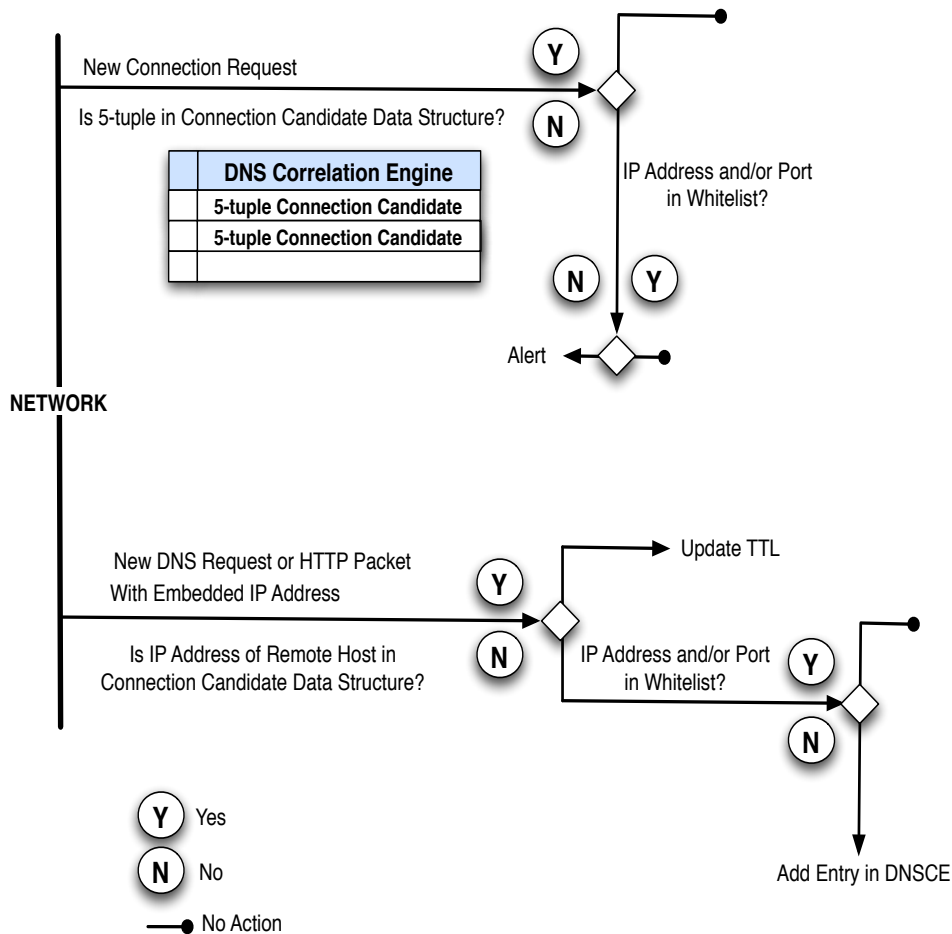 Y
New Connection Request
Is 5-tuple in Connection Candidate Data Structure?
N
DNS Correlation Engine
5-tuple Connection Candidate
5-tuple Connection Candidate
IP Address and/or Port
in Whitelist?
N
Y
Alert
NETWORK
New DNS Request or HTTP Packet
With Embedded IP Address
Y
Update TTL
Is IP Address of Remote Host in
Connection Candidate Data Structure?
N
IP Address and/or Port
in Whitelist?
Y
N
Y Yes
N No
Add Entry in DNSCE
No Action